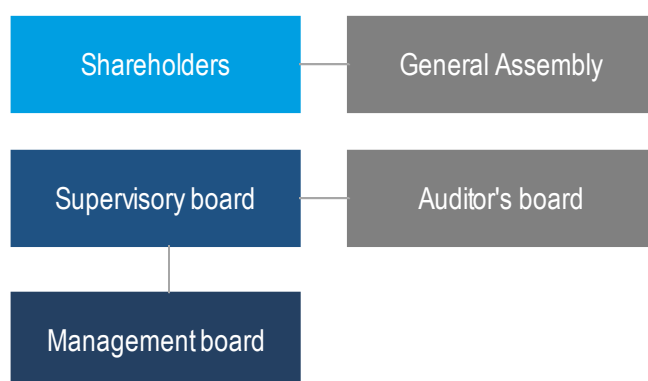 Shareholders
General Assembly
Supervisory board
Auditor's board
Management board